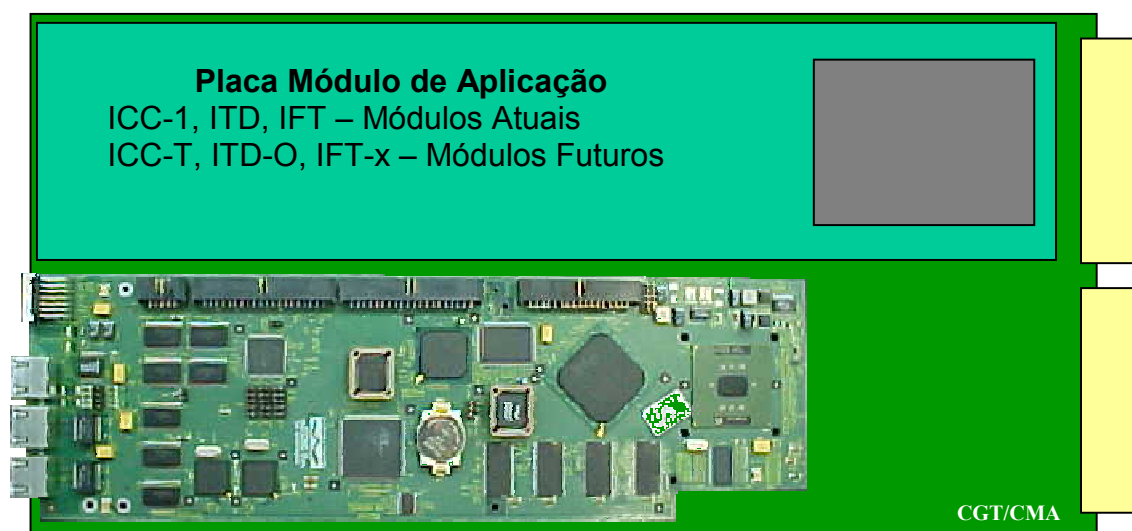 Placa Módulo de Aplicação
ICC-1, ITD, IFT – Módulos Atuais
ICC-T, ITD-O, IFT-x – Módulos Futuros
CGT/CMA